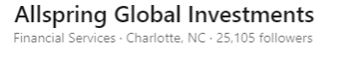 Allspring Global Investments
Financial Services · Charlotte, NC · 25,105 followers